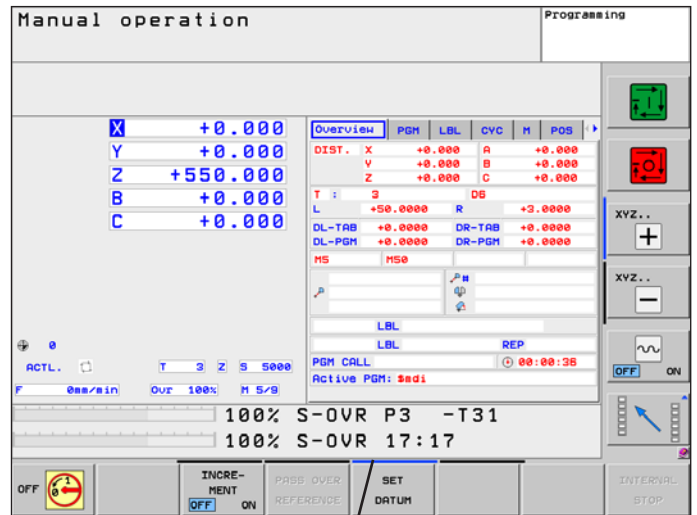 Manual operation
Programming
X +0.000
Y +0.000
Z +550.000
B +0.000
C +0.000
Overview PGM LBL CYC M POS
DIST. X +0.000 A +0.000
Y +0.000 B +0.000
Z +0.000 C +0.000
T : 3 D6
L +50.0000 R +3.0000
DL-TAB +0.0000 DR-TAB +0.0000
DL-PGM +0.0000 DR-PGM +0.0000
M5 M50
#
LBL
LBL REP
PGM CALL 00:00:36
Active PGM: $mdi
0
ACTL. T 3 Z S 5000
F 0mm/min Ovr 100% M 5/9
100% S-OVR P3 -T31
100% S-OVR 17:17
XYZ..
+
XYZ..
−
OFF ON
OFF 1 0
INCRE-
MENT
OFF ON
PASS OVER
REFERENCE
SET
DATUM
INTERNAL
STOP